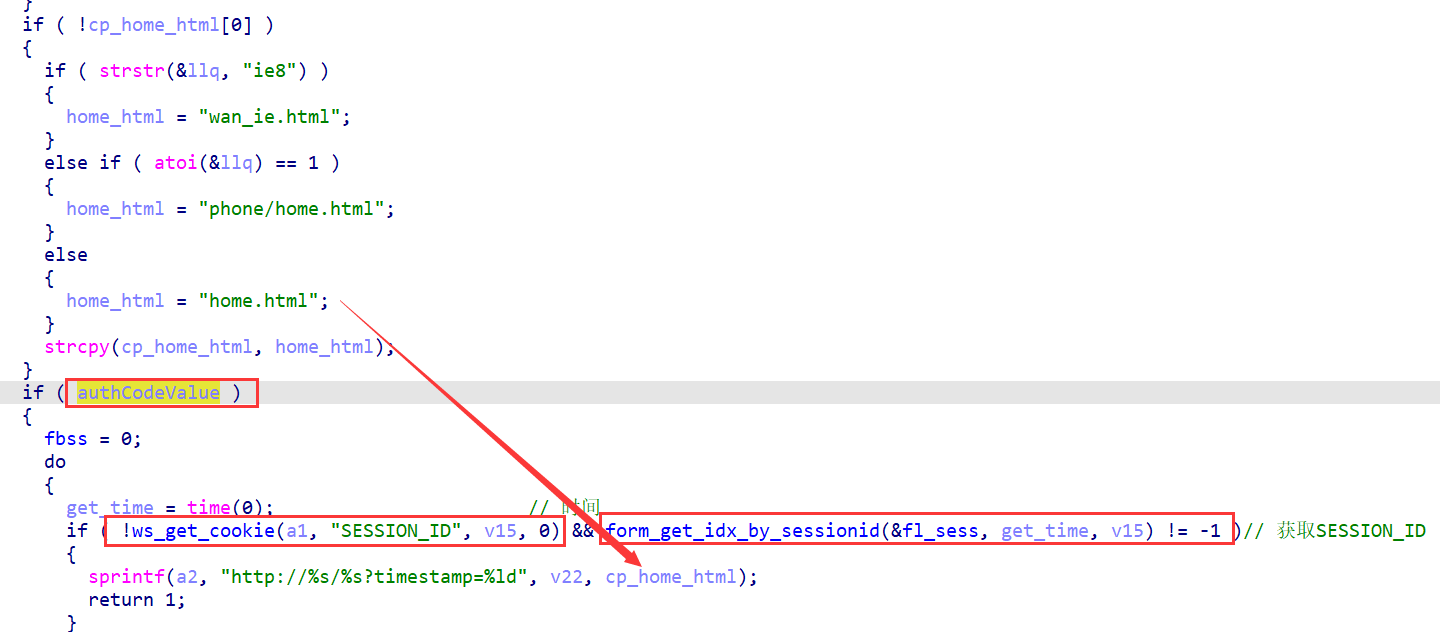 }
if ( !cp_home_html[0] )
{
if ( strstr(&llq, "ie8") )
{
home_html = "wan_ie.html";
}
else if ( atoi(&llq) == 1 )
{
home_html = "phone/home.html";
}
else
{
home_html = "home.html";
}
strcpy(cp_home_html, home_html);
}
if ( authCodeValue )
{
fbss = 0;
do
{
get_time = time(0); // 时间
if ( !ws_get_cookie(a1, "SESSION_ID", v15, 0) && form_get_idx_by_sessionid(&fl_sess, get_time, v15) != -1 )// 获取SESSION_ID
{
sprintf(a2, "http://%s/%s?timestamp=%ld", v22, cp_home_html);
return 1;
}